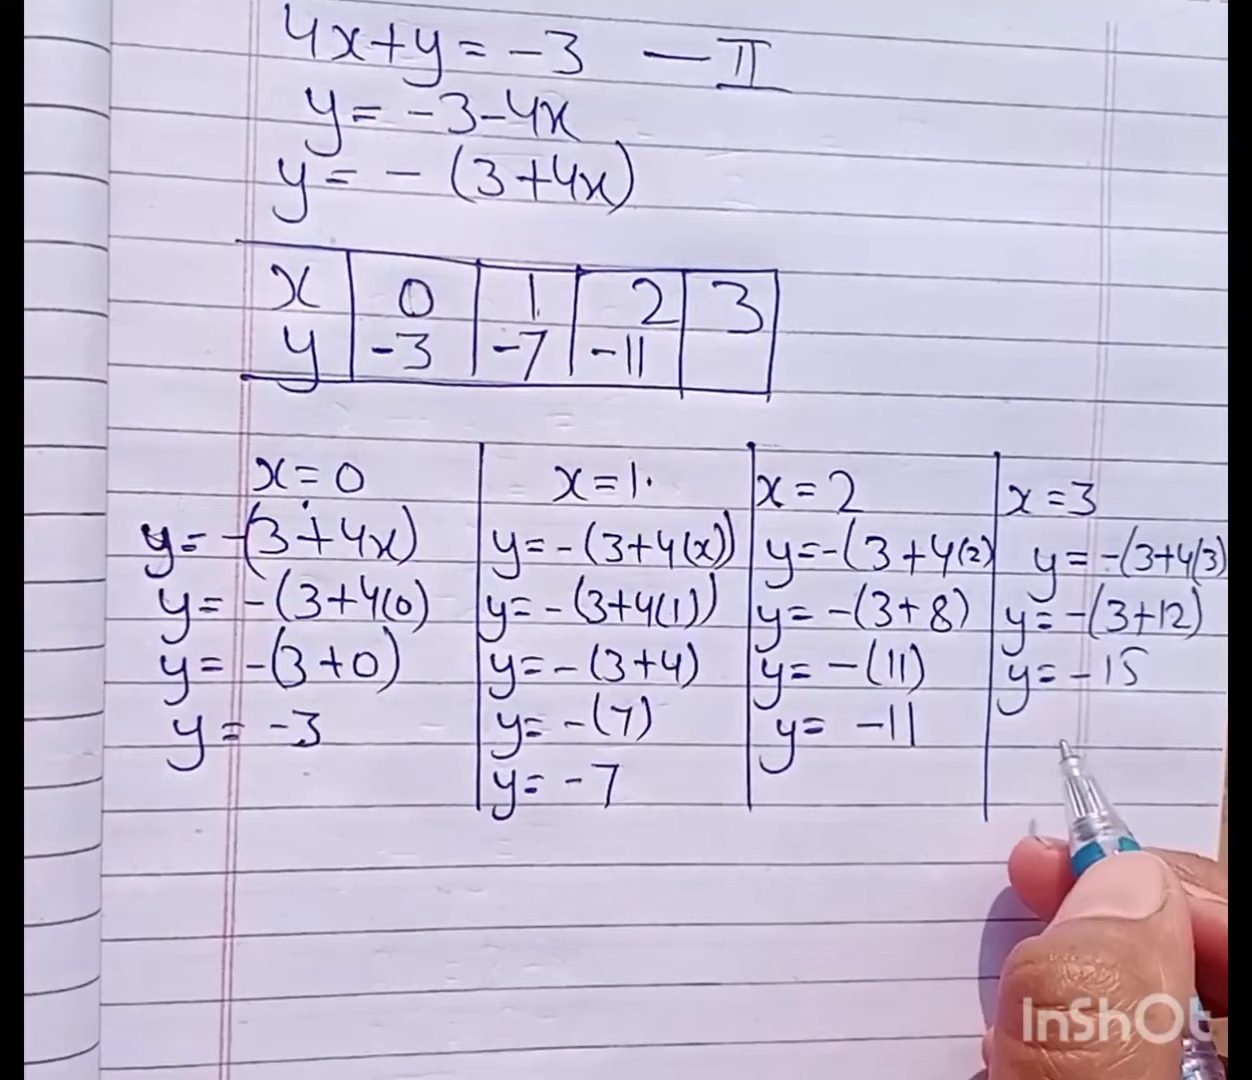 4x+y=-3 — II
y=-3-4x
y=-(3+4x)
x 0 1 2 3
y -3 -7 -11
x=0
y=-(3+4x)
y=-(3+4(0)
y=-(3+0)
y=-3
x=1.
y=-(3+4(x))
y=-(3+4(1))
y=-(3+4)
y=-(7)
y=-7
x=2
y=-(3+4(2)
y=-(3+8)
y=-(11)
y=-11
x=3
y=-(3+4(3)
y=-(3+12)
y=-15
InShOt